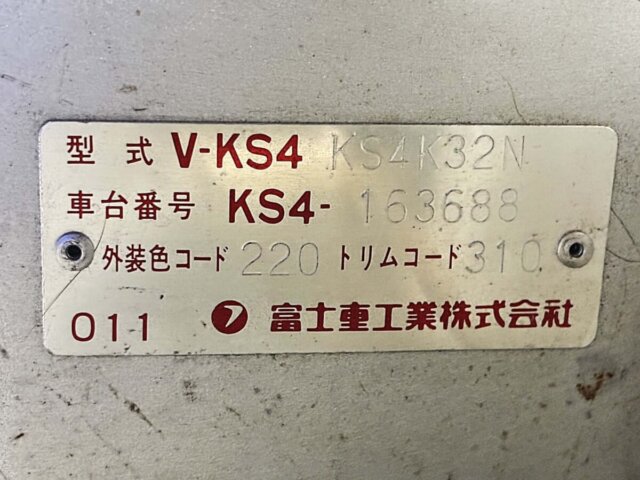 型式 V-KS4 KS4K32N
車台番号 KS4- 163688
外装色コード 220 トリムコード 310
011 フ 富士重工業株式会社